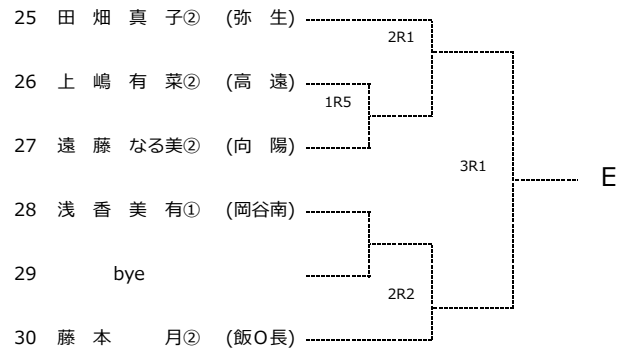 25 田 畑 真 子② (弥 生)
2R1
26 上 嶋 有 菜② (高 遠)
1R5
27 遠 藤 なる美② (向 陽)
3R1
E
28 浅 香 美 有① (岡谷南)
29 bye
2R2
30 藤 本 月② (飯O長)